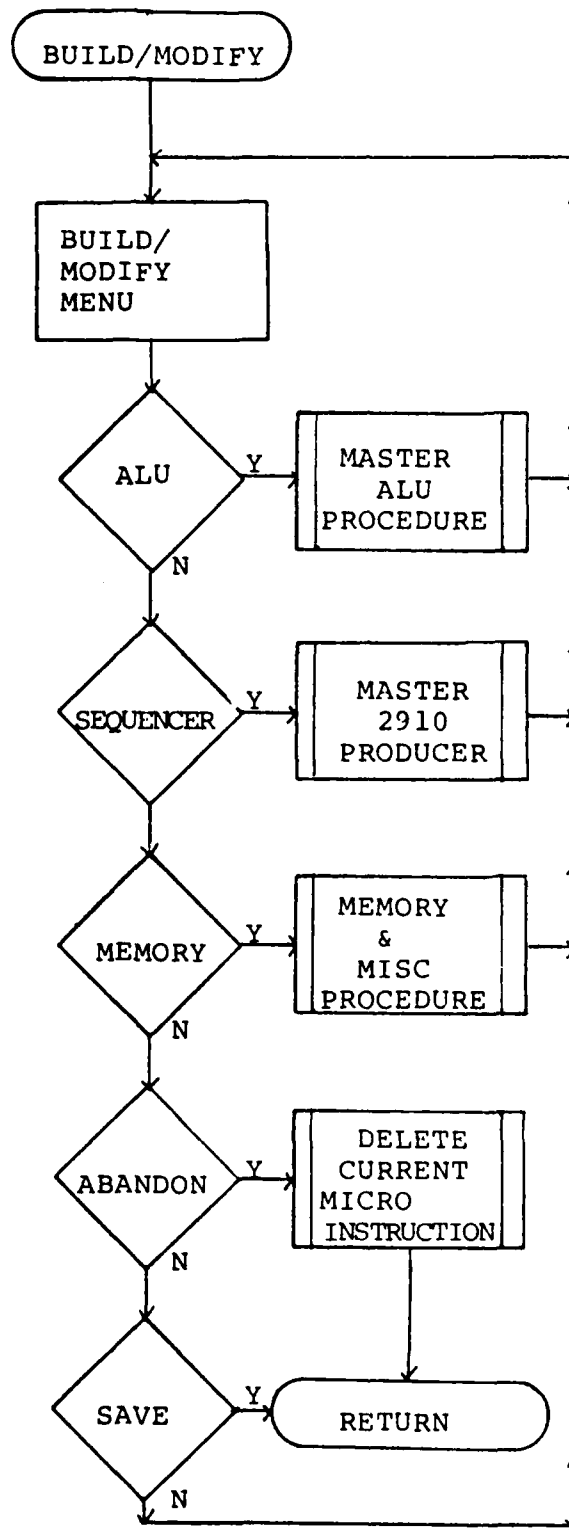 BUILD/MODIFY
BUILD/
MODIFY
MENU
ALU
Y
N
MASTER
ALU
PROCEDURE
SEQUENCER
Y
MASTER
2910
PRODUCER
MEMORY
Y
N
MEMORY
&
MISC
PROCEDURE
ABANDON
Y
N
DELETE
CURRENT
MICRO
INSTRUCTION
SAVE
Y
N
RETURN